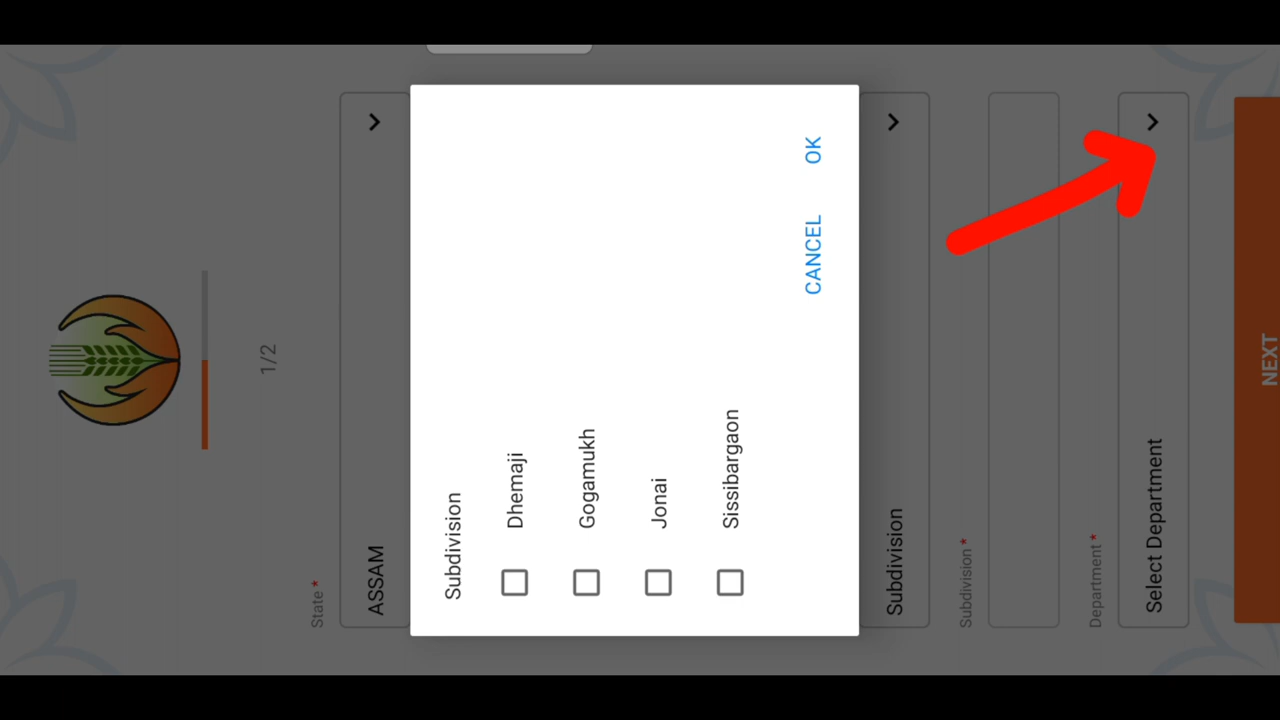 1/2
State *
ASSAM
Subdivision
Dhemaji
Gogamukh
Jonai
Sissibargaon
CANCEL OK
Subdivision
Subdivision *
Department *
Select Department
NEXT